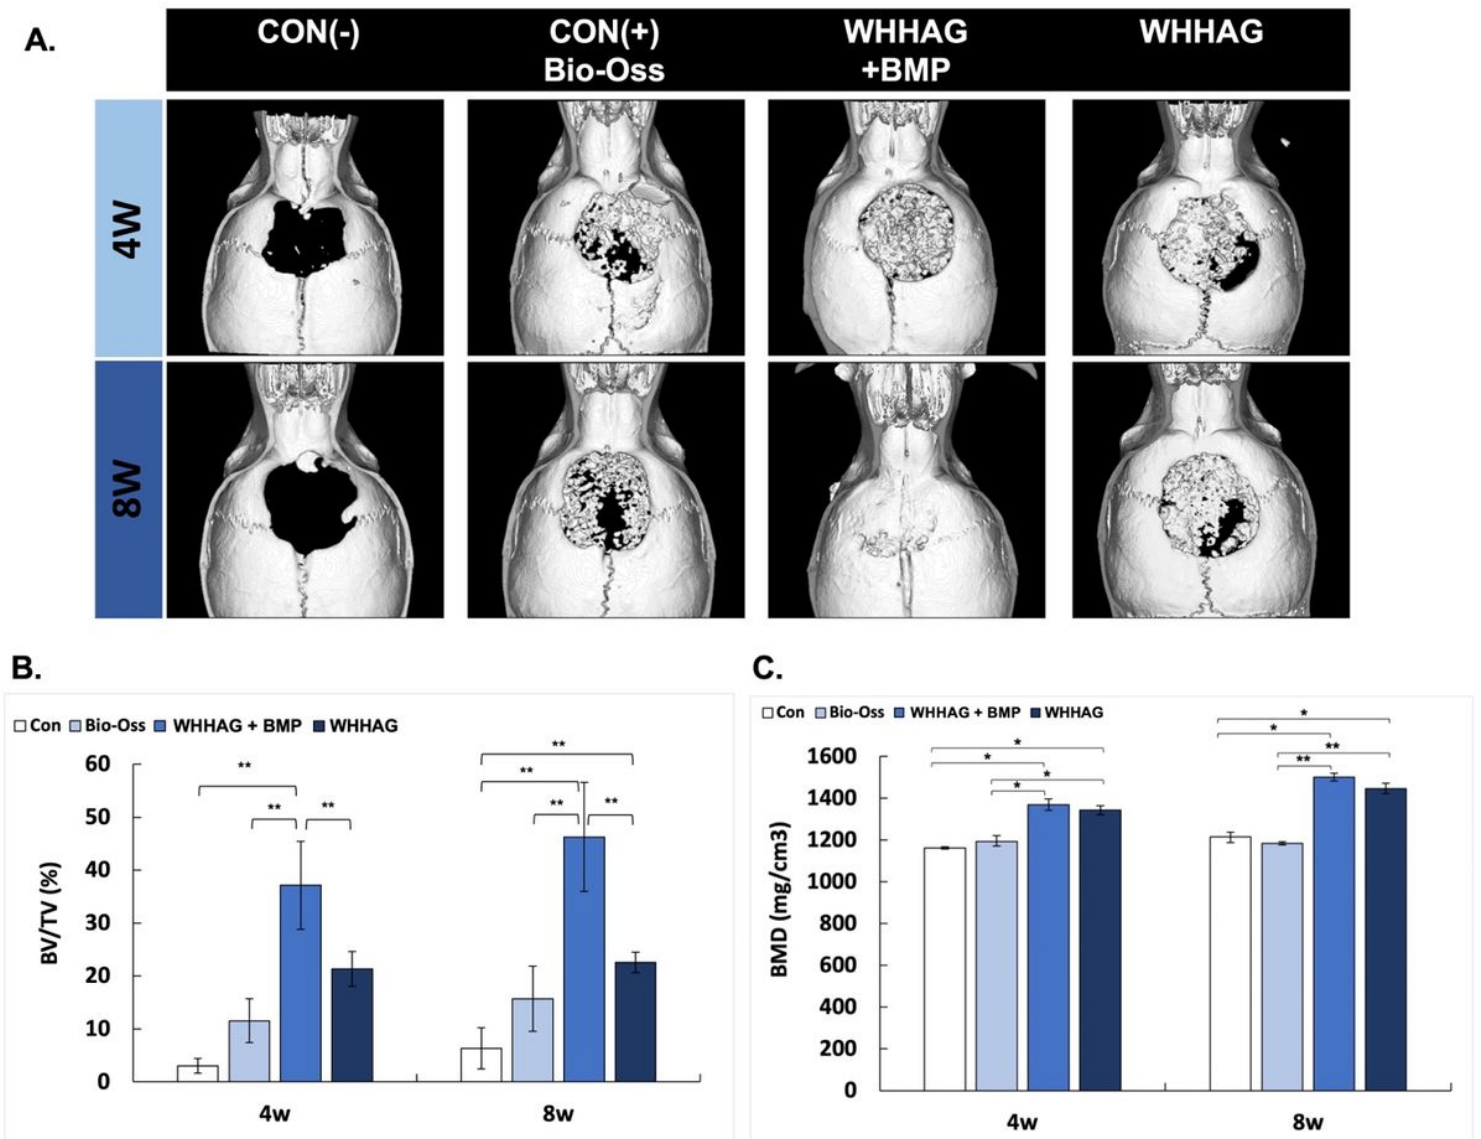 A.
CON(-)
CON(+)
Bio-Oss
WHHAG
+BMP
WHHAG
4W
8W
B.
Con Bio-Oss WHHAG + BMP WHHAG
BV/TV (%)
60
50
40
30
20
10
0
**
**
**
**
**
**
**
4w
8w
C.
Con Bio-Oss WHHAG + BMP WHHAG
BMD (mg/cm3)
1600
1400
1200
1000
800
600
400
200
0
*
*
*
*
*
*
**
**
4w
8w